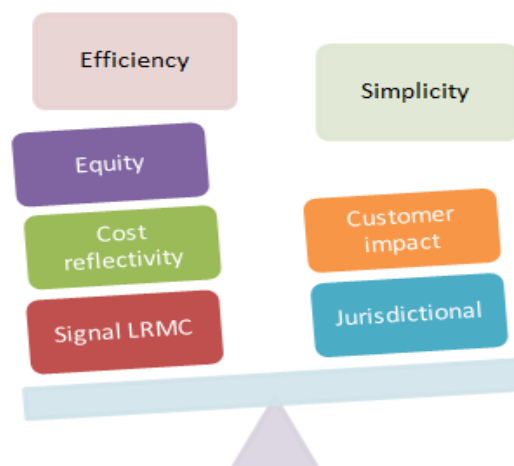 Efficiency
Simplicity
Equity
Cost
reflectivity
Signal LRMC
Customer
impact
Jurisdictional